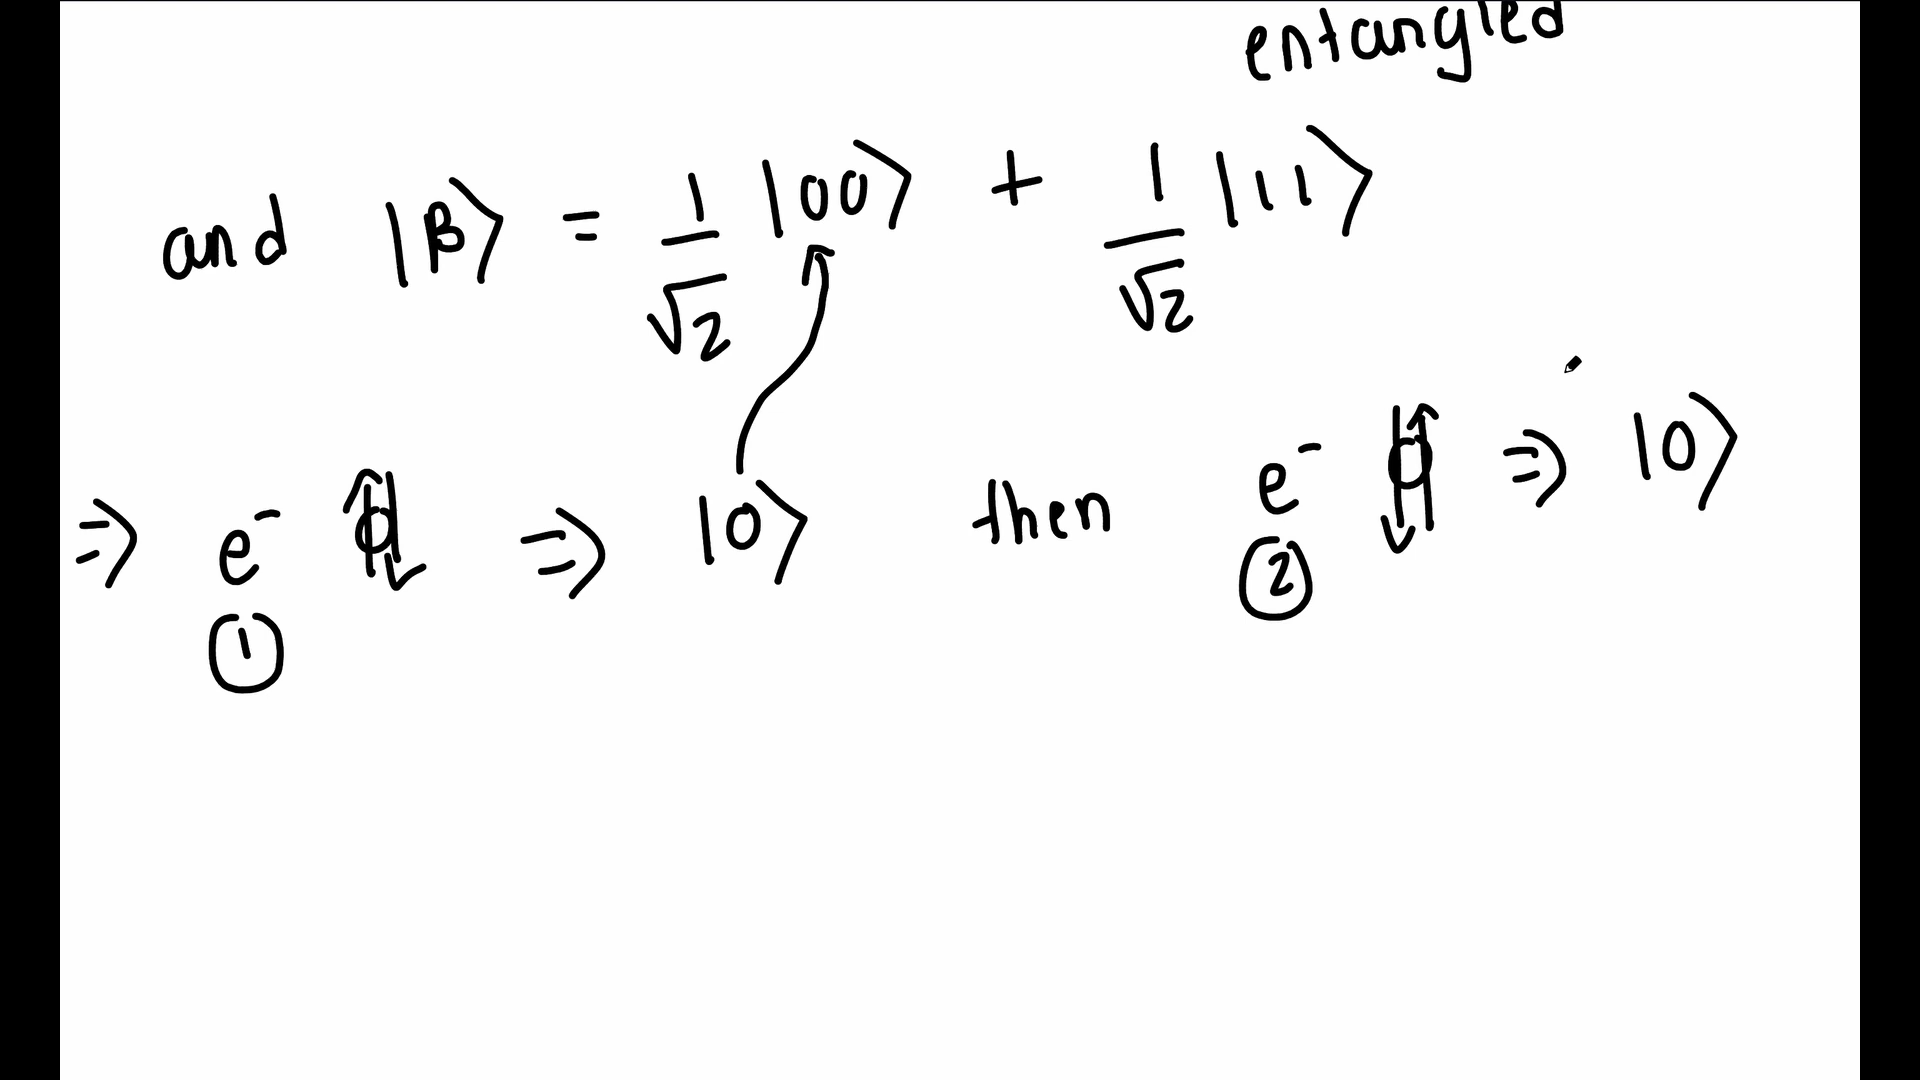 entangled
and |β⟩ = 1/√2 |00⟩ + 1/√2 |11⟩
⇒ e⁻ ⇒ |0⟩ then e⁻ ⇒ |0⟩
① ②